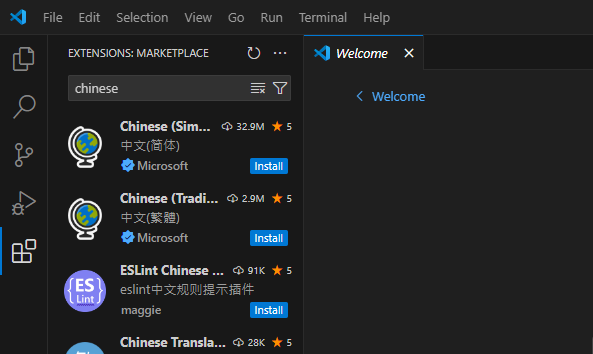 File Edit Selection View Go Run Terminal Help
EXTENSIONS: MARKETPLACE
Welcome
chinese
Welcome
Chinese (Sim... 32.9M 5
中文(简体)
Microsoft Install
Chinese (Tradi... 2.9M 5
中文(繁體)
Microsoft Install
ES Lint
ESLint Chinese ... 91K 5
eslint中文规则提示插件
maggie Install
Chinese Transla... 28K 5